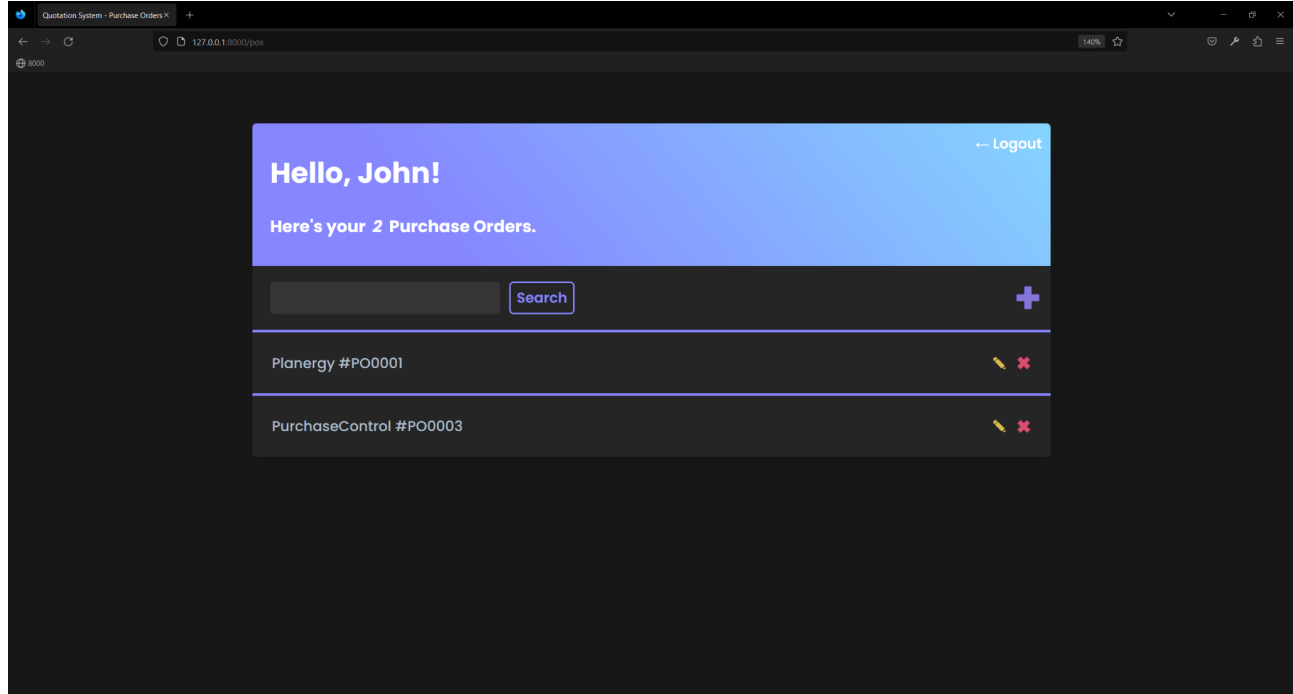 Quotation System - Purchase Orders
127.0.0.1:8000/pos
140%
8000
← Logout
Hello, John!
Here's your 2 Purchase Orders.
Search
Planergy #PO0001
PurchaseControl #PO0003